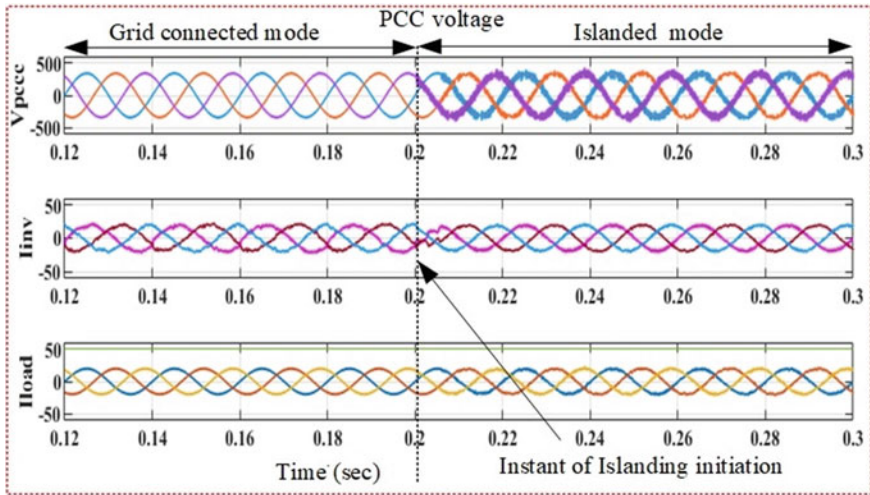 PCC voltage
Grid connected mode
Islanded mode
Vpccc
500
0
-500
0.12 0.14 0.16 0.18 0.2 0.22 0.24 0.26 0.28 0.3
Iinv
50
0
-50
0.12 0.14 0.16 0.18 0.2 0.22 0.24 0.26 0.28 0.3
Iload
50
0
-50
0.12 0.14 0.16 0.18 0.2 0.22 0.24 0.26 0.28 0.3
Time (sec)
Instant of Islanding initiation